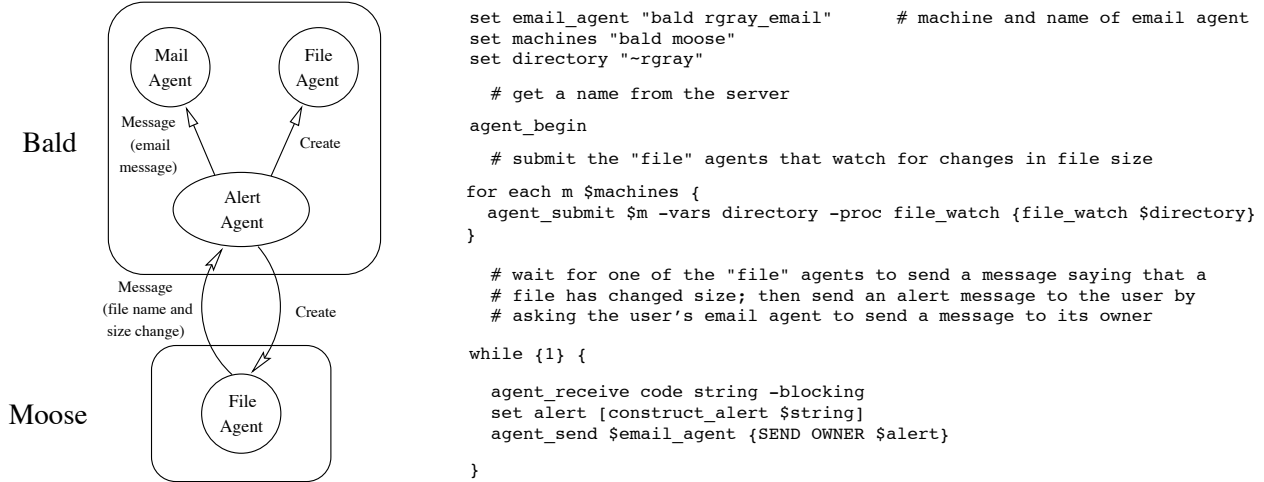 Bald
Mail
Agent
File
Agent
Message
(email
message)
Create
Alert
Agent
Message
(file name and
size change)
Create
Moose
File
Agent
set email_agent "bald rgray_email"      # machine and name of email agent
set machines "bald moose"
set directory "~rgray"
# get a name from the server
agent_begin
# submit the "file" agents that watch for changes in file size
for each m $machines {
agent_submit $m -vars directory -proc file_watch {file_watch $directory}
}
# wait for one of the "file" agents to send a message saying that a
# file has changed size; then send an alert message to the user by
# asking the user's email agent to send a message to its owner
while {1} {
agent_receive code string -blocking
set alert [construct_alert $string]
agent_send $email_agent {SEND OWNER $alert}
}